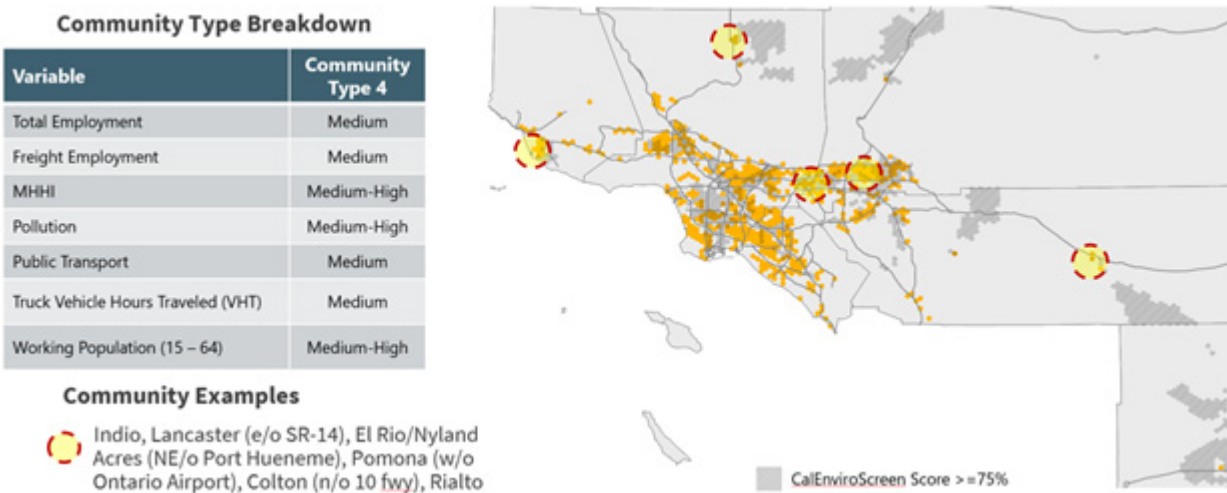 Community Type Breakdown
Variable Community Type 4
Total Employment Medium
Freight Employment Medium
MHHI Medium-High
Pollution Medium-High
Public Transport Medium
Truck Vehicle Hours Traveled (VHT) Medium
Working Population (15 – 64) Medium-High
Community Examples
Indio, Lancaster (e/o SR-14), El Rio/Nyland
Acres (NE/o Port Hueneme), Pomona (w/o
Ontario Airport), Colton (n/o 10 fwy), Rialto
CalEnviroScreen Score >=75%